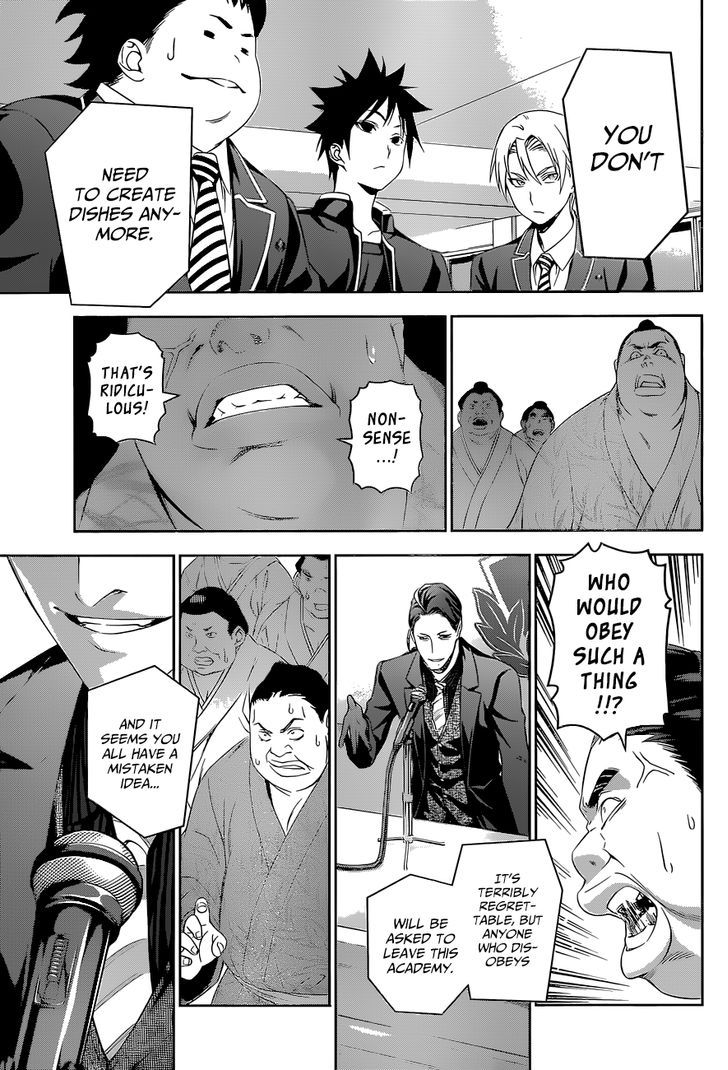 YOU
DON'T
NEED
TO CREATE
DISHES ANY-
MORE.
NON-
SENSE
...!
THAT'S
RIDICU-
LOUS!
WHO
WOULD
OBEY
SUCH A
THING
!!?
IT'S
TERRIBLY
REGRET-
TABLE, BUT
ANYONE
WHO DIS-
OBEYS
WILL BE
ASKED TO
LEAVE THIS
ACADEMY.
AND IT
SEEMS YOU
ALL HAVE A
MISTAKEN
IDEA...